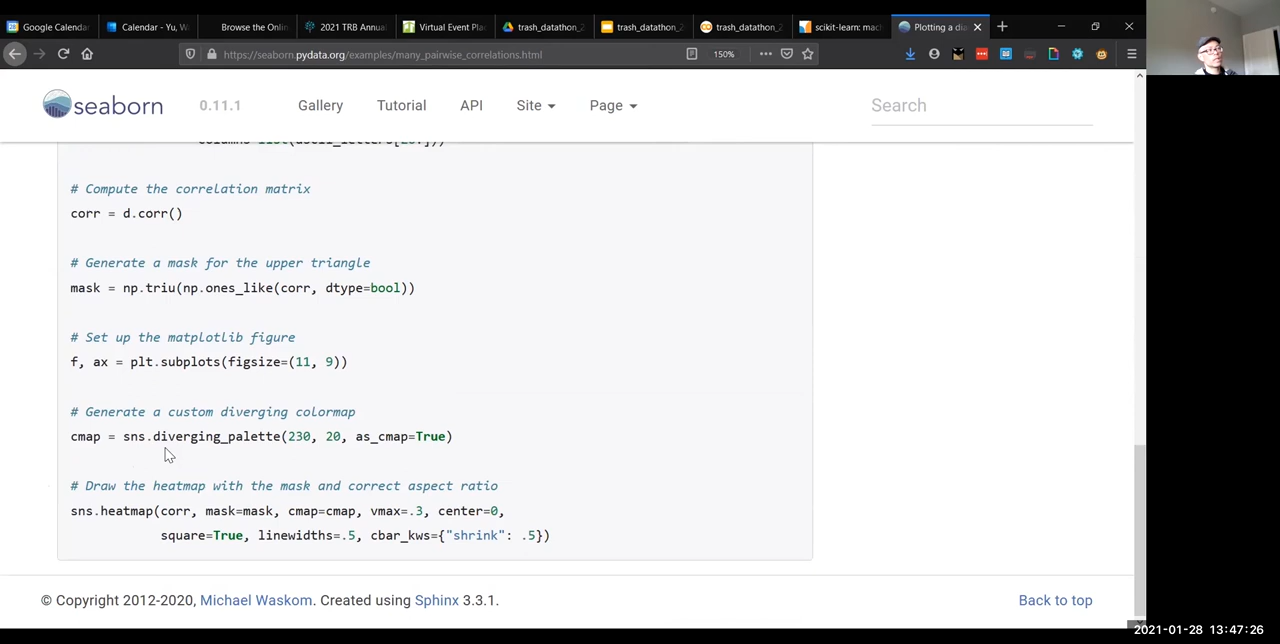 Google Calendar
Calendar - Yu, W
Browse the Onlin
2021 TRB Annual
Virtual Event Pla
trash_datathon_2
trash_datathon_2
trash_datathon_2
scikit-learn: mach
Plotting a dia
https://seaborn.pydata.org/examples/many_pairwise_correlations.html
150%
seaborn
0.11.1
Gallery
Tutorial
API
Site
Page
Search
# Compute the correlation matrix
corr = d.corr()
# Generate a mask for the upper triangle
mask = np.triu(np.ones_like(corr, dtype=bool))
# Set up the matplotlib figure
f, ax = plt.subplots(figsize=(11, 9))
# Generate a custom diverging colormap
cmap = sns.diverging_palette(230, 20, as_cmap=True)
# Draw the heatmap with the mask and correct aspect ratio
sns.heatmap(corr, mask=mask, cmap=cmap, vmax=.3, center=0,
square=True, linewidths=.5, cbar_kws={"shrink": .5})
© Copyright 2012-2020, Michael Waskom. Created using Sphinx 3.3.1.
Back to top
2021-01-28 13:47:26